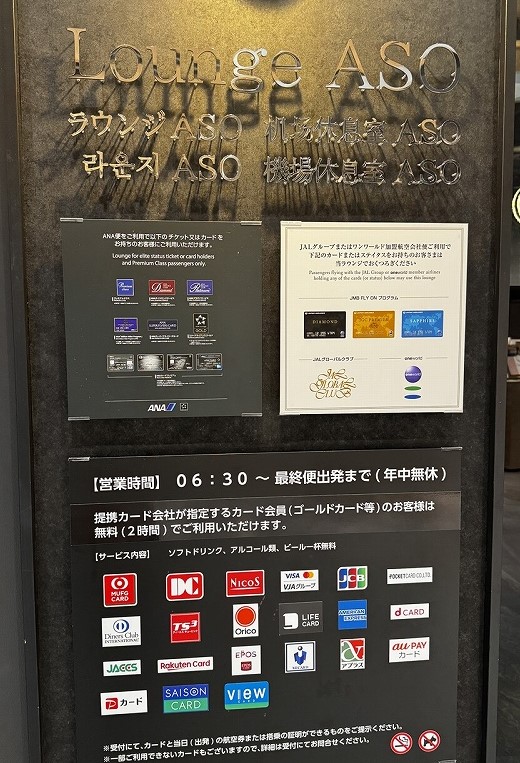 Lounge ASO
ラウンジ ASO 机场休息室 ASO
라운지 ASO 機場休息室 ASO
ANA便をご利用で以下のチケット又はカードを
お持ちのお客様にご利用いただけます。
Lounge for elite status ticket or card holders
and Premium Class passengers only.
GOLD
ANA
JALグループまたはワンワールド加盟航空会社便ご利用で
下記のカードまたはステイタスをお持ちのお客さまは
当ラウンジでおくつろぎください
Passengers flying with the JAL Group or oneworld member airlines
holding any of the cards (or status) below may use this lounge
JMB FLY ON プログラム
DIAMOND
SAPPHIRE
JALグローバルクラブ
oneworld
JAL
GLOBAL
CLUB
【営業時間】 06:30 ～ 最終便出発まで (年中無休)
提携カード会社が指定するカード会員(ゴールドカード等)のお客様は
無料(2時間)でご利用いただけます。
【サービス内容】 ソフトドリンク、アルコール類、ビール一杯無料
MUFG
CARD
DC
NICOS
VISA
VJAグループ
JCB
POCKETCARD CO.,LTD.
Diners Club
INTERNATIONAL
TS3
Orico
LIFE
CARD
AMERICAN
EXPRESS
d CARD
JACCS
Rakuten Card
EPOS
アプラス
au PAY
カード
カード
SAISON
CARD
VIEW
CARD
※受付にて、カードと当日(出発)の航空券または搭乗の証明ができるものをご提示ください。
※一部ご利用できないカードもございますので、詳細は受付にてお問合せください。